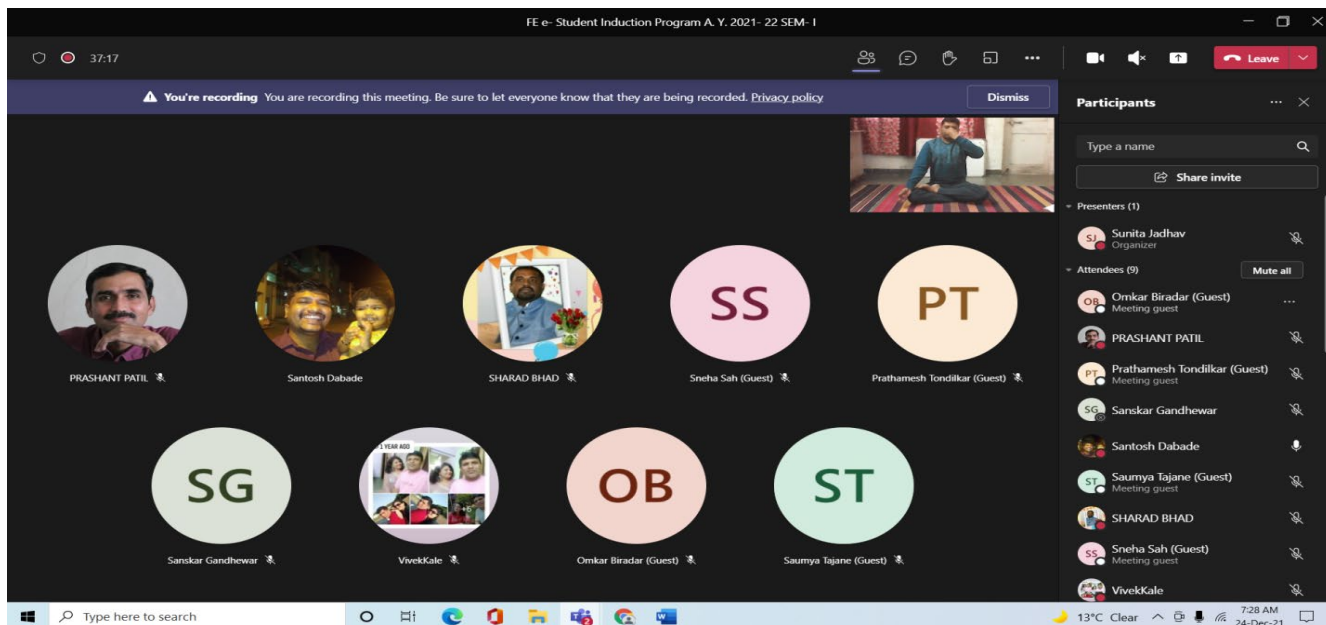 FE e- Student Induction Program A. Y. 2021- 22 SEM- I
37:17
Leave
You're recording You are recording this meeting. Be sure to let everyone know that they are being recorded. Privacy policy
Dismiss
Participants
Type a name
Share invite
Presenters (1)
SJ
Sunita Jadhav
Organizer
Attendees (9)
Mute all
OB
Omkar Biradar (Guest)
Meeting guest
PRASHANT PATIL
PT
Prathamesh Tondilkar (Guest)
Meeting guest
SG
Sanskar Gandhewar
Santosh Dabade
ST
Saumya Tajane (Guest)
Meeting guest
SHARAD BHAD
SS
Sneha Sah (Guest)
Meeting guest
VivekKale
SS
PT
PRASHANT PATIL
Santosh Dabade
SHARAD BHAD
Sneha Sah (Guest)
Prathamesh Tondilkar (Guest)
SG
1 YEAR AGO
OB
ST
Sanskar Gandhewar
VivekKale
Omkar Biradar (Guest)
Saumya Tajane (Guest)
Type here to search
13°C Clear
7:28 AM
24-Dec-21